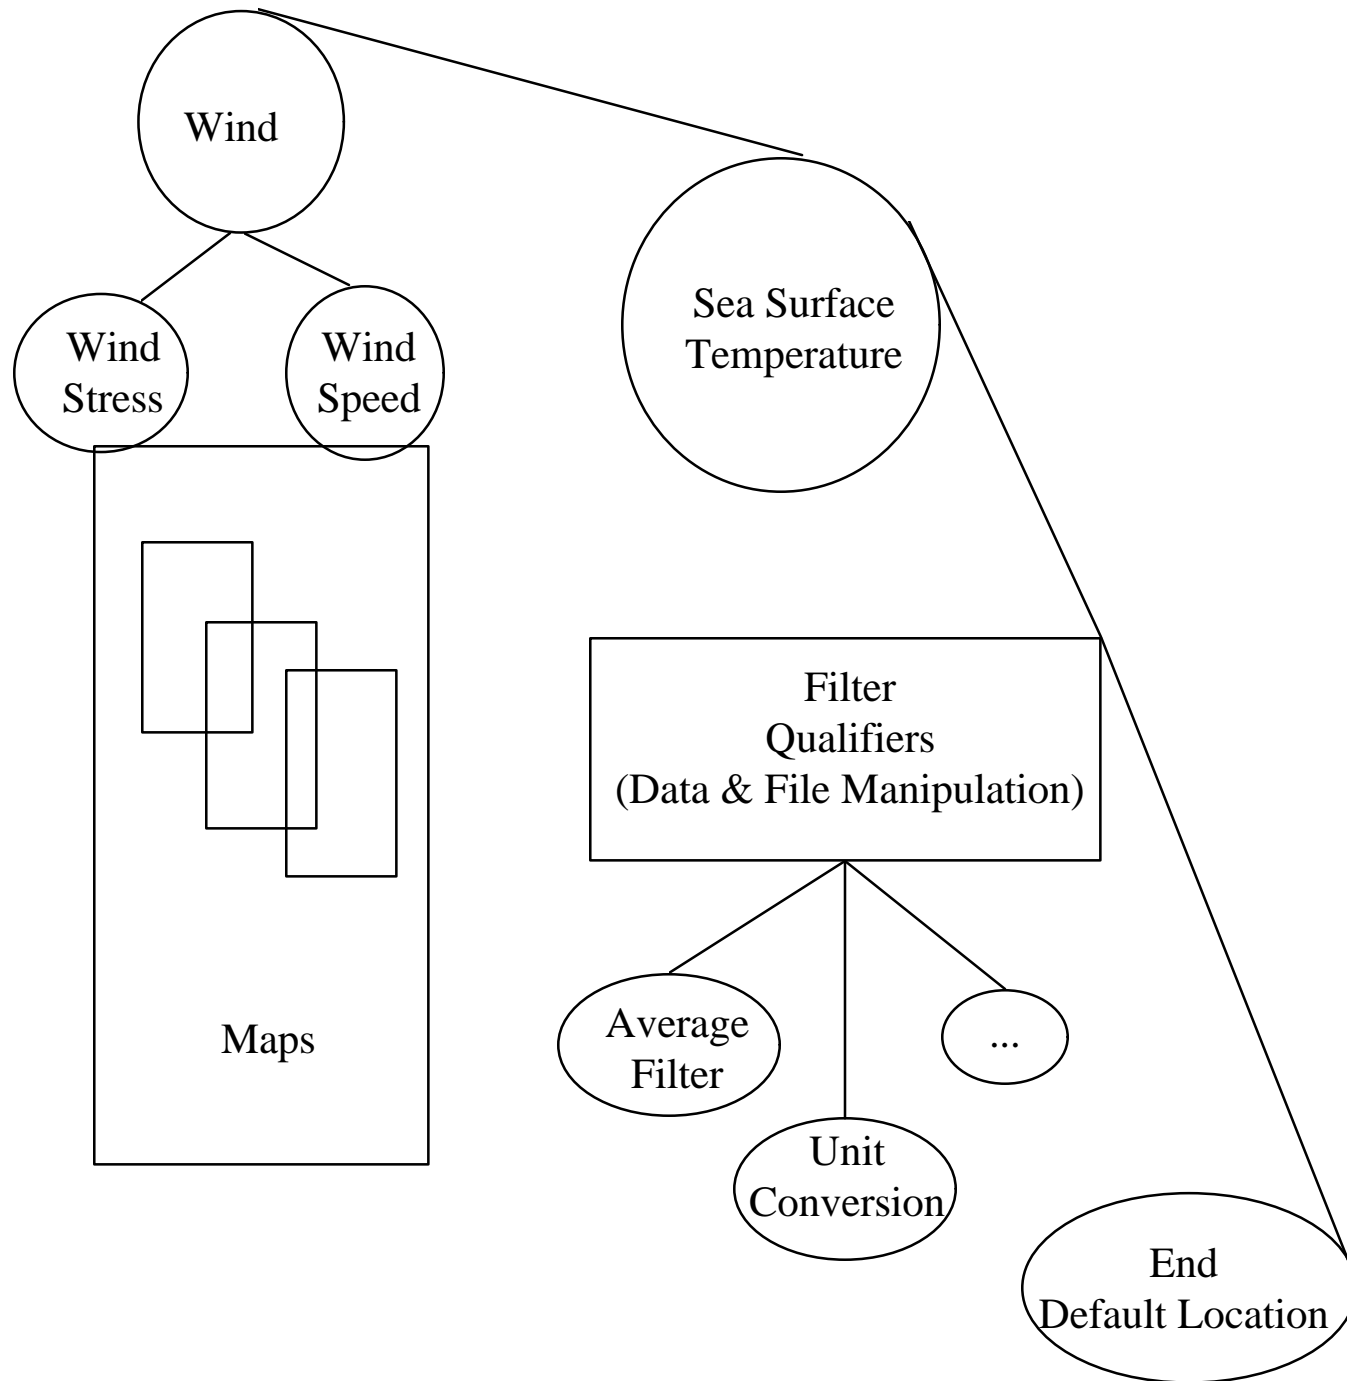 Wind
Wind
Stress
Wind
Speed
Sea Surface
Temperature
Maps
Filter
Qualifiers
(Data & File Manipulation)
Average
Filter
...
Unit
Conversion
End
Default Location